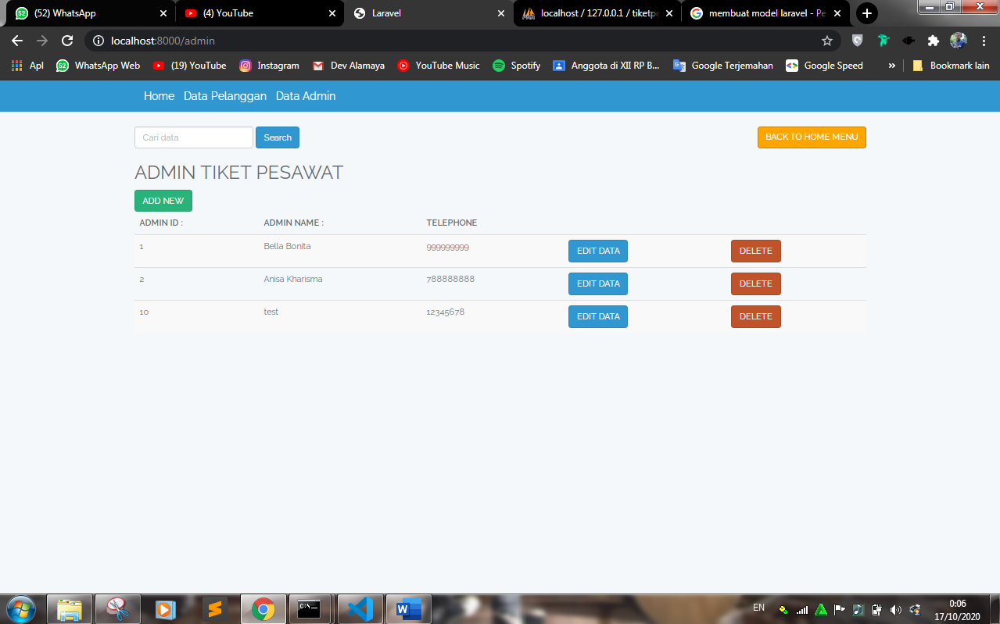 (52) WhatsApp
(4) YouTube
Laravel
localhost / 127.0.0.1 / tiketpe
membuat model laravel - Pe
localhost:8000/admin
Apl
WhatsApp Web
(19) YouTube
Instagram
Dev Alamaya
YouTube Music
Spotify
Anggota di XII RP B...
Google Terjemahan
Google Speed
»
Bookmark lain
Home Data Pelanggan Data Admin
Cari data Search BACK TO HOME MENU
ADMIN TIKET PESAWAT
ADD NEW
ADMIN ID : ADMIN NAME : TELEPHONE
1 Bella Bonita 999999999 EDIT DATA DELETE
2 Anisa Kharisma 788888888 EDIT DATA DELETE
10 test 12345678 EDIT DATA DELETE
EN
0:06
17/10/2020